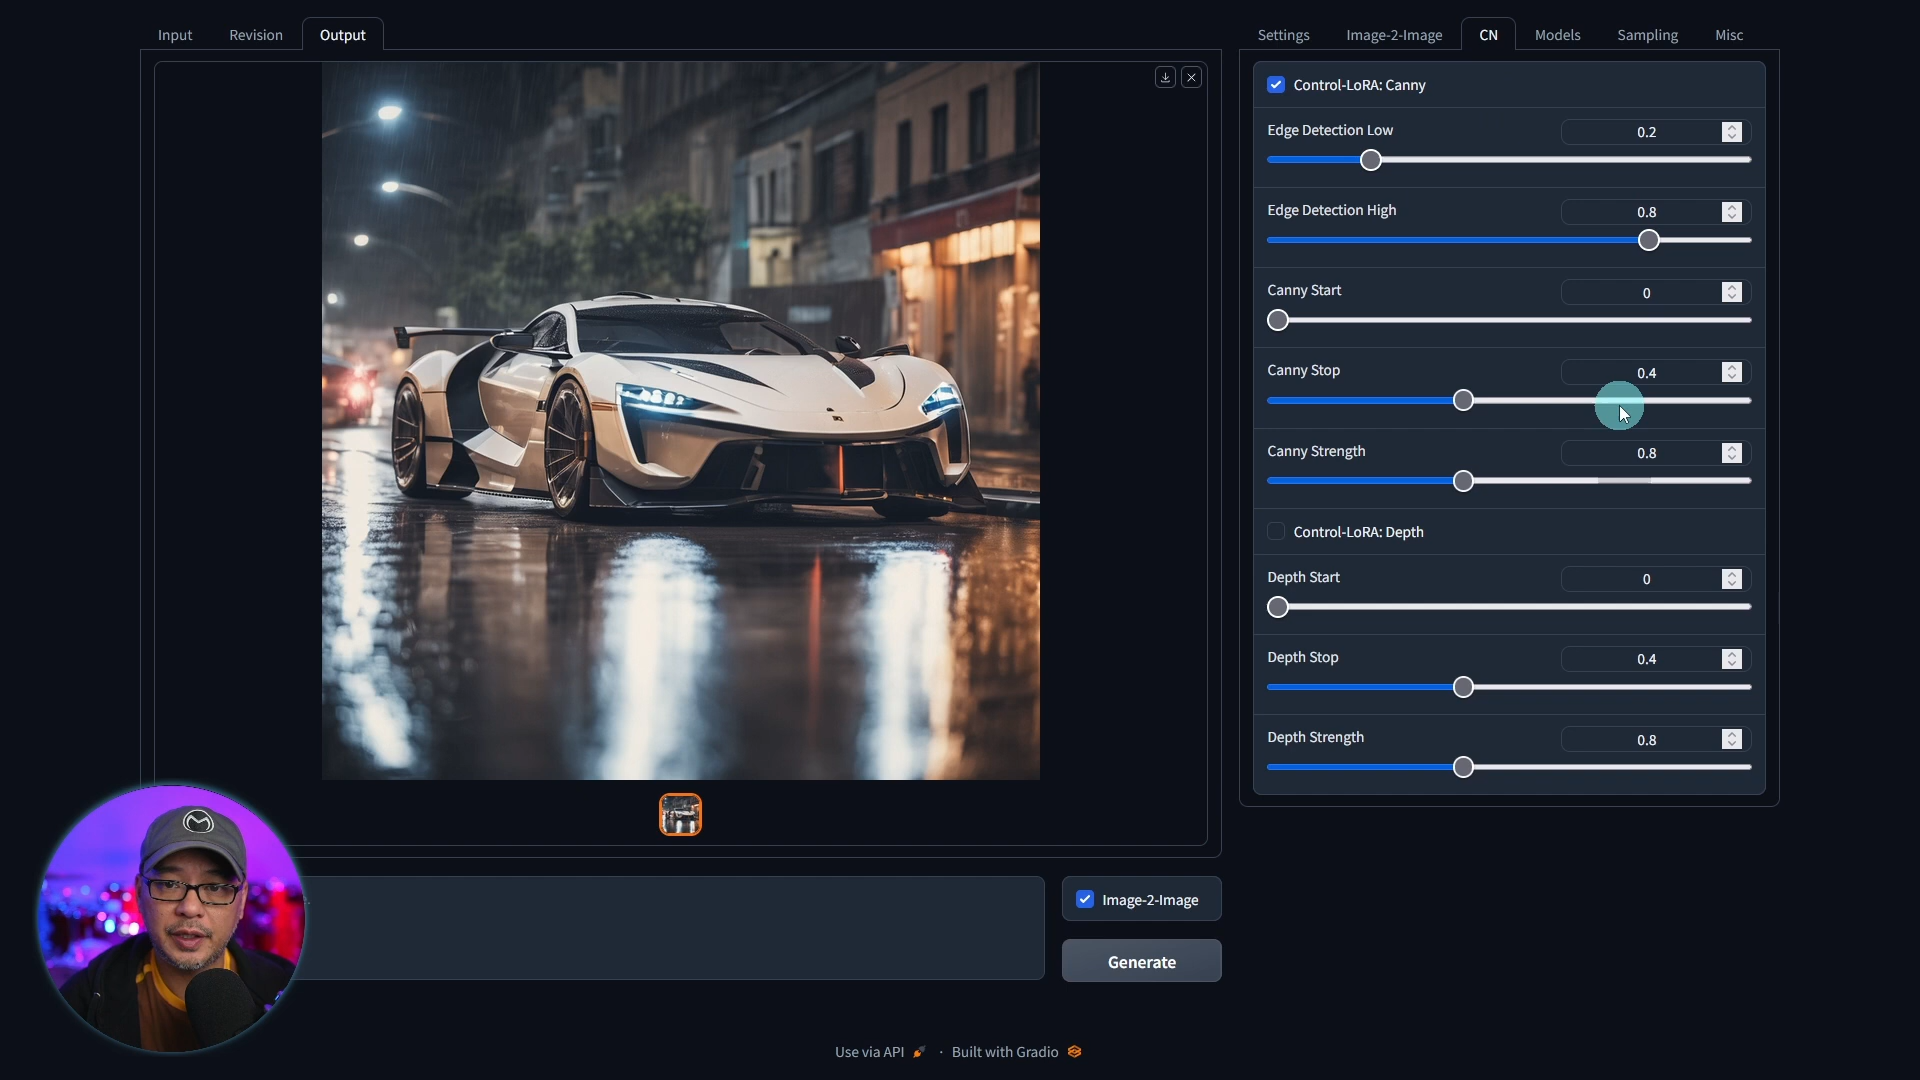 Input Revision Output
Settings Image-2-Image CN Models Sampling Misc
Control-LoRA: Canny
Edge Detection Low 0.2
Edge Detection High 0.8
Canny Start 0
Canny Stop 0.4
Canny Strength 0.8
Control-LoRA: Depth
Depth Start 0
Depth Stop 0.4
Depth Strength 0.8
Image-2-Image
Generate
Use via API · Built with Gradio